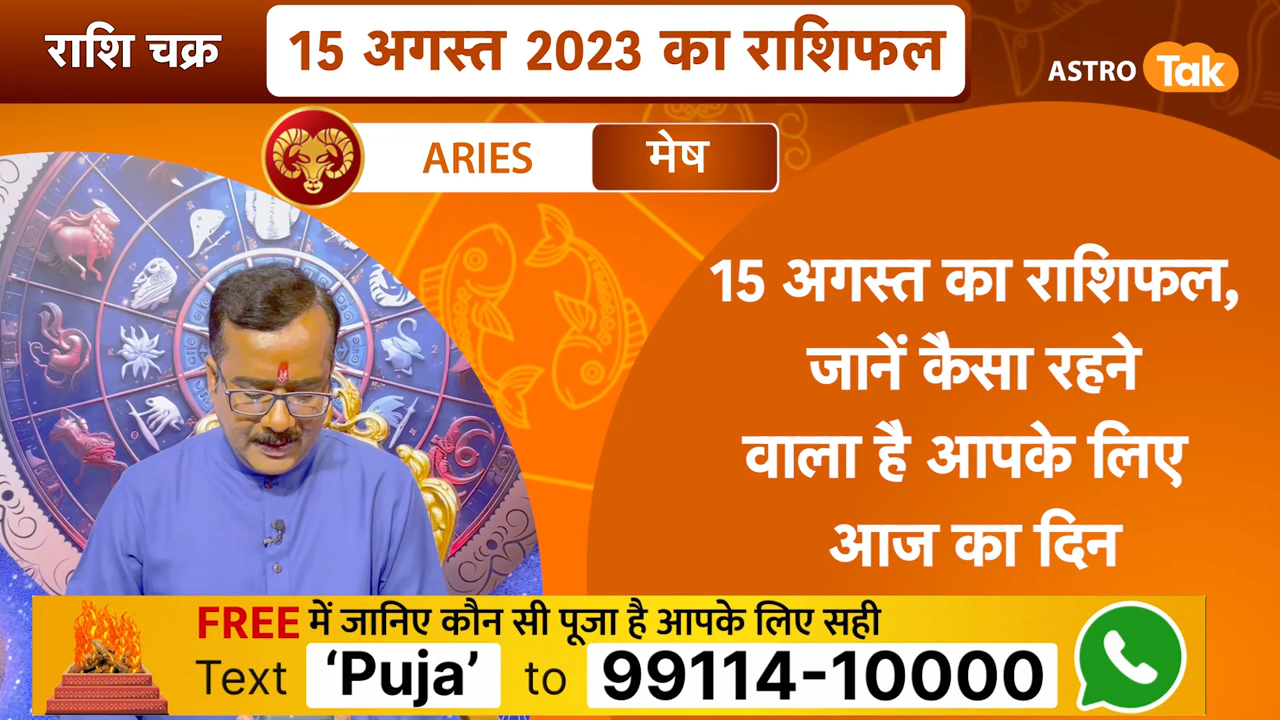 राशि चक्र
15 अगस्त 2023 का राशिफल
ASTRO Tak
ARIES मेष
15 अगस्त का राशिफल,
जानें कैसा रहने
वाला है आपके लिए
आज का दिन
FREE में जानिए कौन सी पूजा है आपके लिए सही
Text ‘Puja’ to 99114-10000